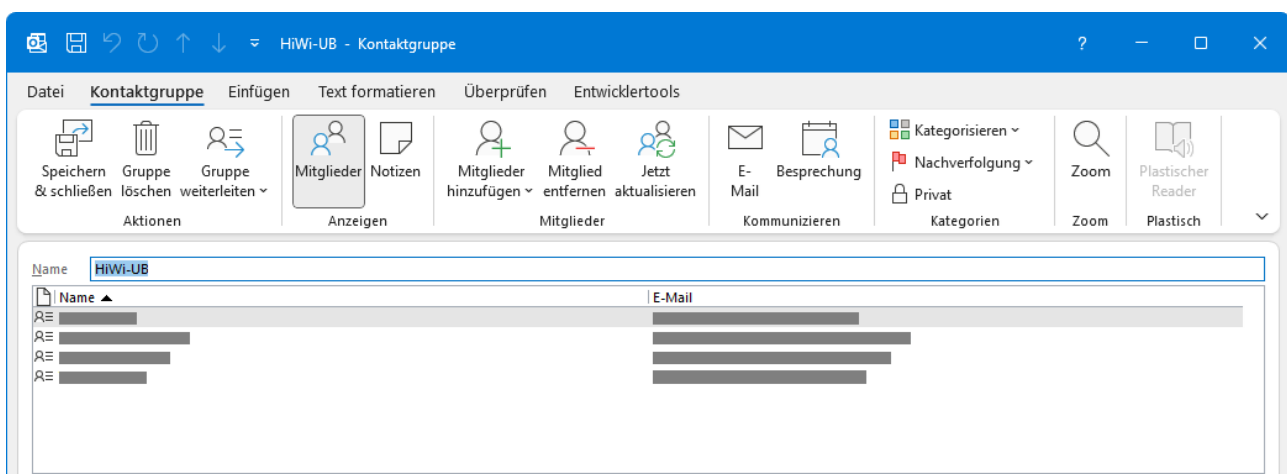 HiWi-UB - Kontaktgruppe ?
Datei Kontaktgruppe Einfügen Text formatieren Überprüfen Entwicklertools
Speichern & schließen
Gruppe löschen
Gruppe weiterleiten
Aktionen
Mitglieder
Notizen
Anzeigen
Mitglieder hinzufügen
Mitglied entfernen
Jetzt aktualisieren
Mitglieder
E-Mail
Besprechung
Kommunizieren
Kategorisieren
Nachverfolgung
Privat
Kategorien
Zoom
Zoom
Plastischer Reader
Plastisch
Name HiWi-UB
Name E-Mail